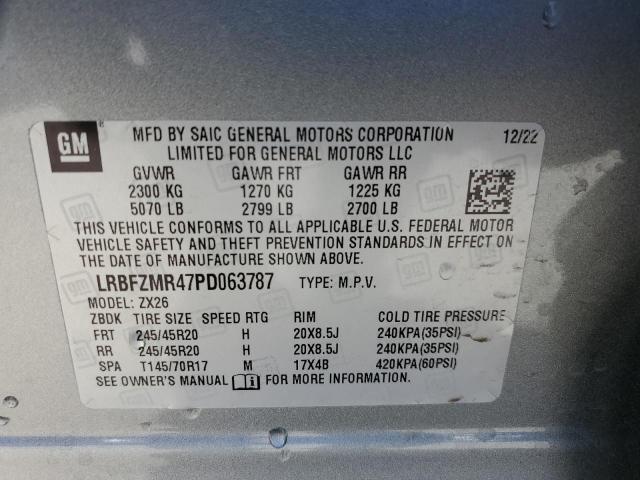 GM ® MFD BY SAIC GENERAL MOTORS CORPORATION 12/22
LIMITED FOR GENERAL MOTORS LLC
GVWR GAWR FRT GAWR RR
2300 KG 1270 KG 1225 KG
5070 LB 2799 LB 2700 LB
THIS VEHICLE CONFORMS TO ALL APPLICABLE U.S. FEDERAL MOTOR
VEHICLE SAFETY AND THEFT PREVENTION STANDARDS IN EFFECT ON
THE DATE OF MANUFACTURE SHOWN ABOVE.
LRBFZMR47PD063787 TYPE: M.P.V.
MODEL: ZX26
ZBDK TIRE SIZE SPEED RTG RIM COLD TIRE PRESSURE
FRT 245/45R20 H 20X8.5J 240KPA(35PSI)
RR 245/45R20 H 20X8.5J 240KPA(35PSI)
SPA T145/70R17 M 17X4B 420KPA(60PSI)
SEE OWNER'S MANUAL FOR MORE INFORMATION